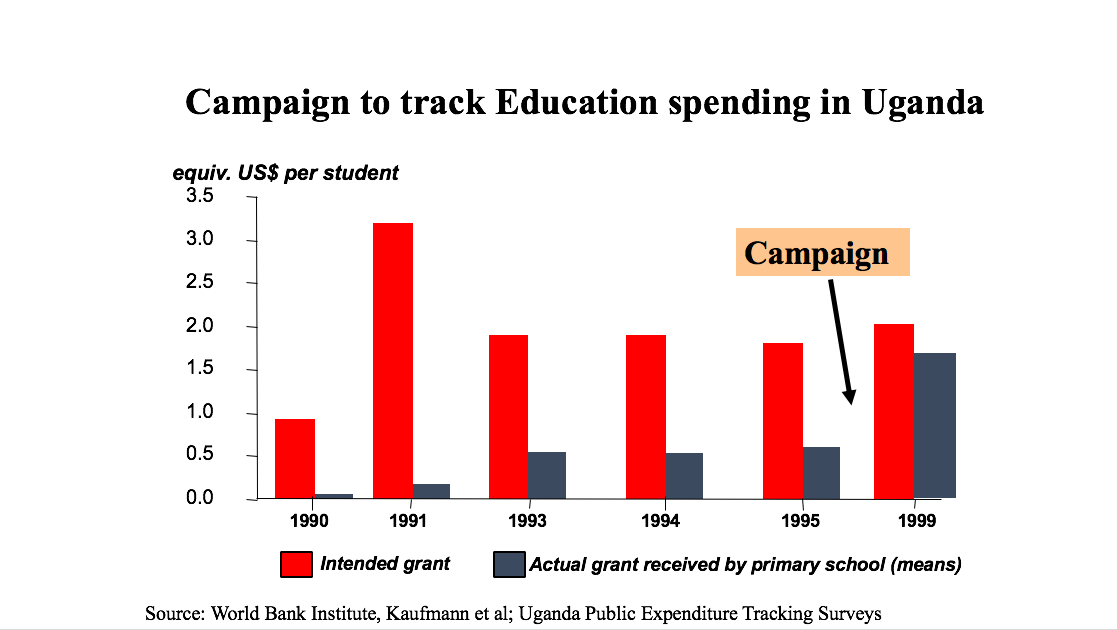 Campaign to track Education spending in Uganda
equiv. US$ per student
3.5
3.0
2.5
2.0
1.5
1.0
0.5
0.0
Campaign
1990 1991 1993 1994 1995 1999
Intended grant Actual grant received by primary school (means)
Source: World Bank Institute, Kaufmann et al; Uganda Public Expenditure Tracking Surveys